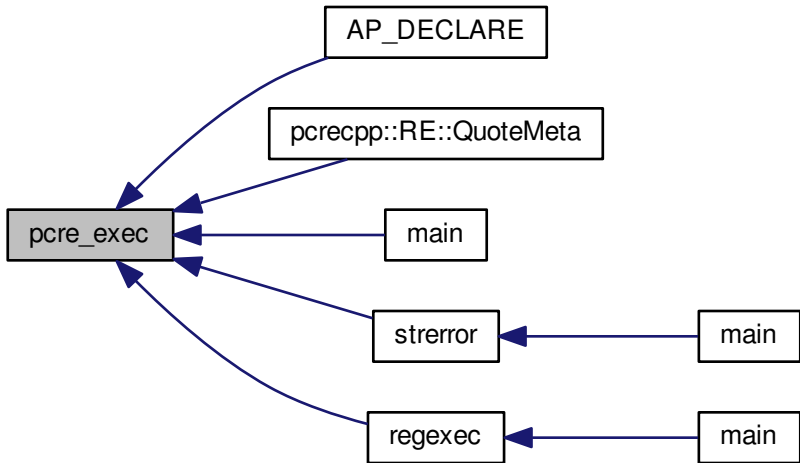 AP_DECLARE
pcrecpp::RE::QuoteMeta
pcre_exec
main
strerror
main
regexec
main